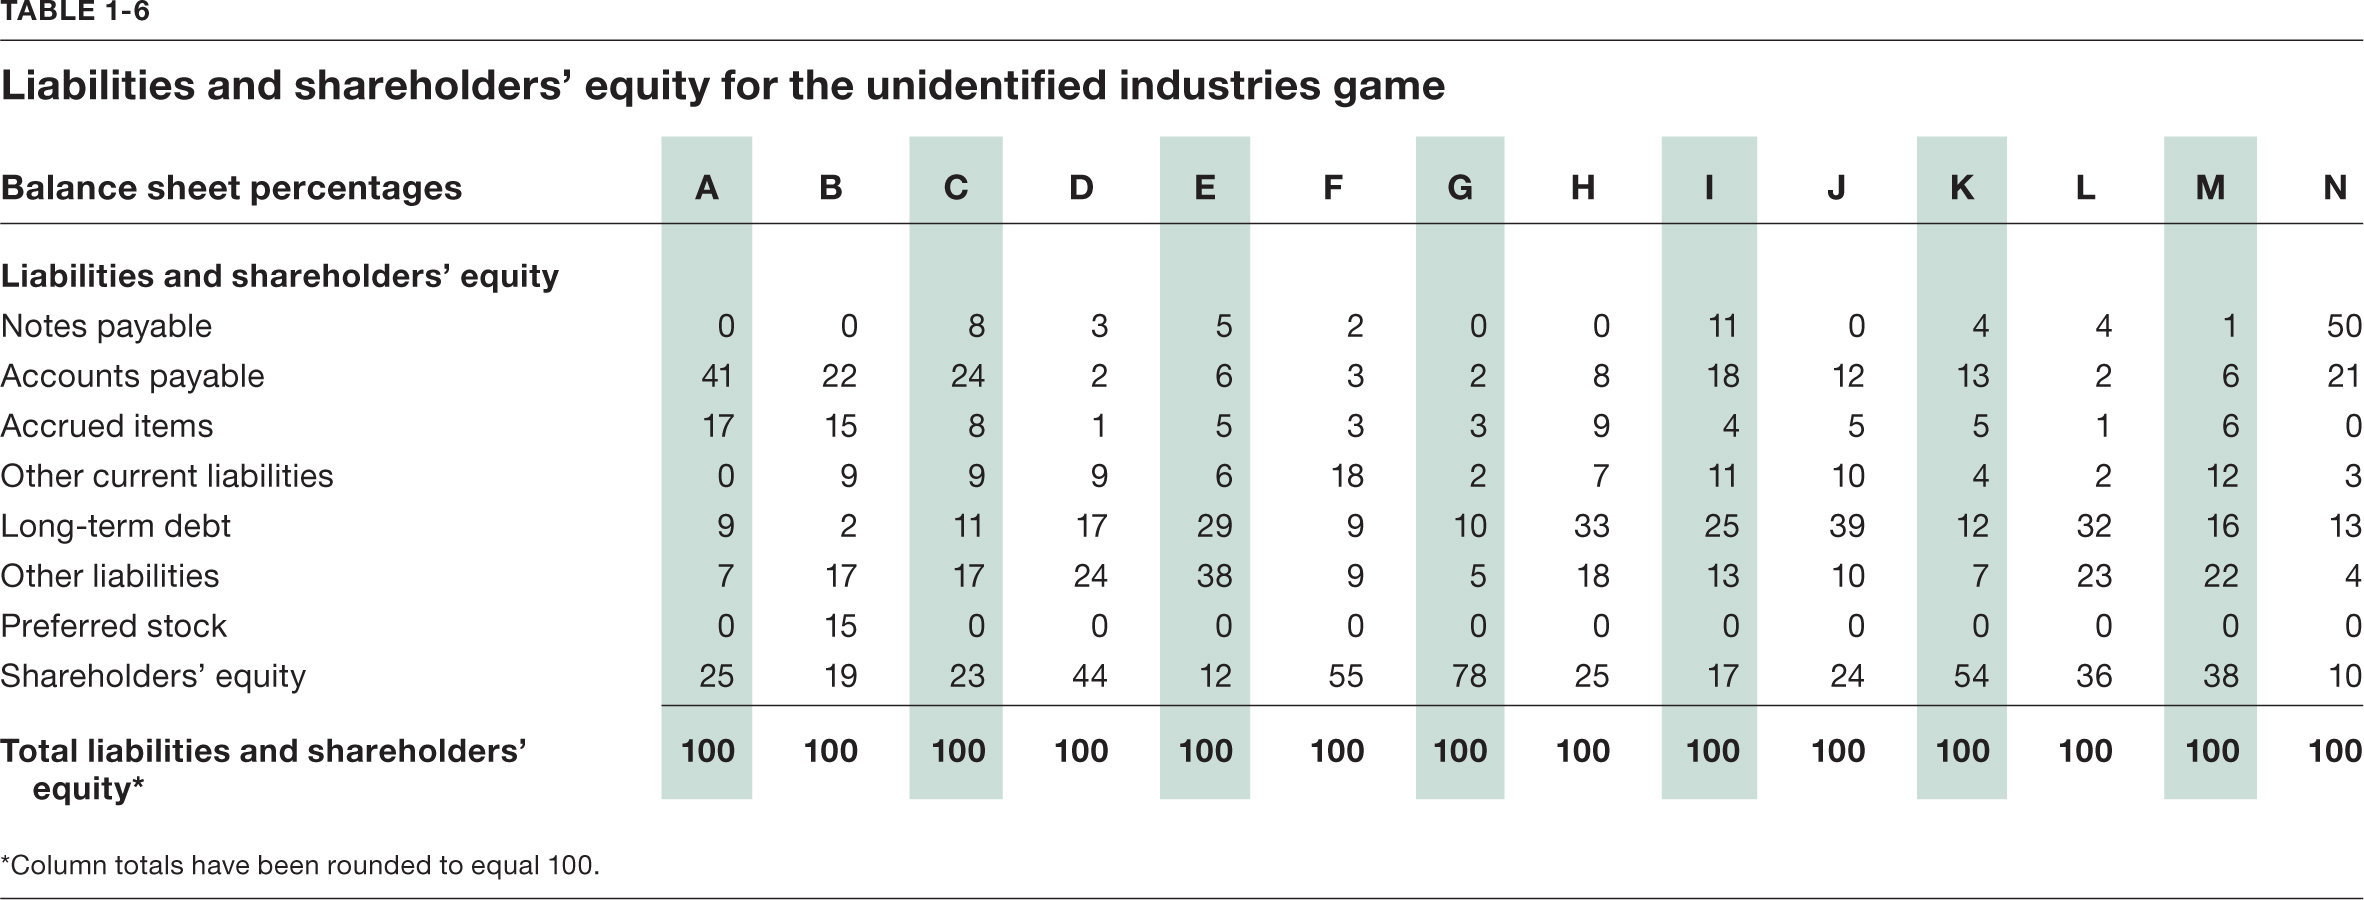 TABLE 1-6
Liabilities and shareholders’ equity for the unidentified industries game
Balance sheet percentages A B C D E F G H I J K L M N
Liabilities and shareholders’ equity
Notes payable 0 0 8 3 5 2 0 0 11 0 4 4 1 50
Accounts payable 41 22 24 2 6 3 2 8 18 12 13 2 6 21
Accrued items 17 15 8 1 5 3 3 9 4 5 5 1 6 0
Other current liabilities 0 9 9 9 6 18 2 7 11 10 4 2 12 3
Long-term debt 9 2 11 17 29 9 10 33 25 39 12 32 16 13
Other liabilities 7 17 17 24 38 9 5 18 13 10 7 23 22 4
Preferred stock 0 15 0 0 0 0 0 0 0 0 0 0 0 0
Shareholders’ equity 25 19 23 44 12 55 78 25 17 24 54 36 38 10
Total liabilities and shareholders’ 100 100 100 100 100 100 100 100 100 100 100 100 100 100
equity*
*Column totals have been rounded to equal 100.